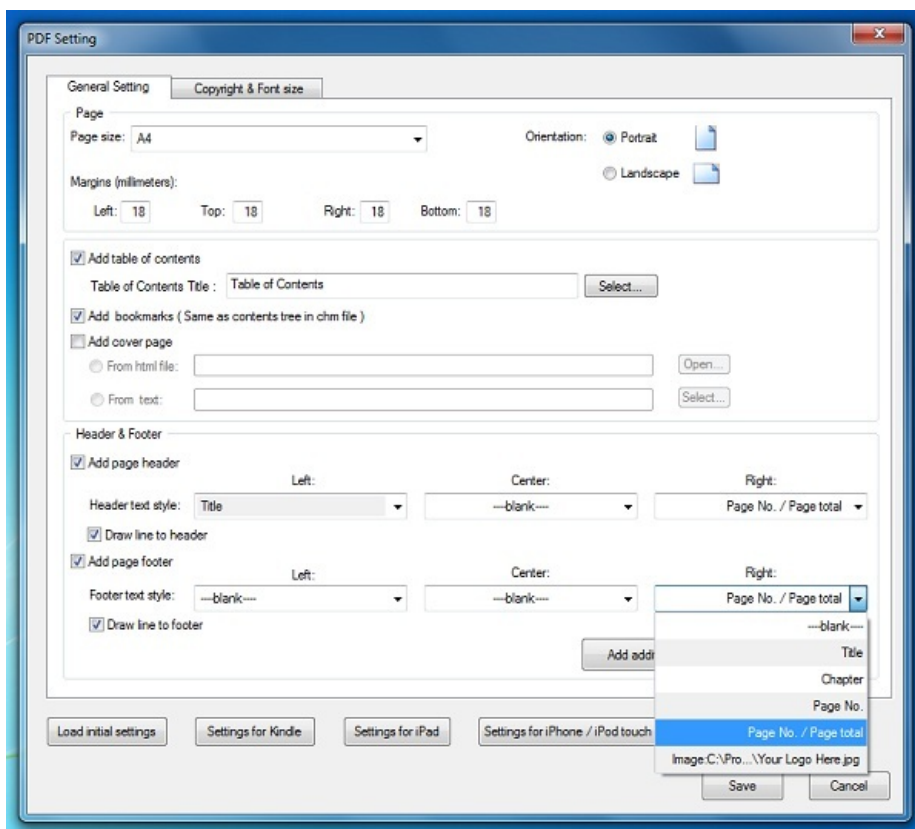 PDF Setting
General Setting
Copyright & Font size
Page
Page size: A4
Orientation: Portrait
Landscape
Margins (millimeters):
Left: 18 Top: 18 Right: 18 Bottom: 18
Add table of contents
Table of Contents Title : Table of Contents Select...
Add bookmarks ( Same as contents tree in chm file )
Add cover page
From html file: Open...
From text: Select...
Header & Footer
Add page header
Left: Center: Right:
Header text style: Title ---blank--- Page No. / Page total
Draw line to header
Add page footer
Left: Center: Right:
Footer text style: ---blank--- ---blank--- Page No. / Page total
Draw line to footer
---blank---
Title
Chapter
Page No.
Page No. / Page total
Image:C:\Pro...\Your Logo Here.jpg
Add addi
Load initial settings Settings for Kindle Settings for iPad Settings for iPhone / iPod touch
Save Cancel